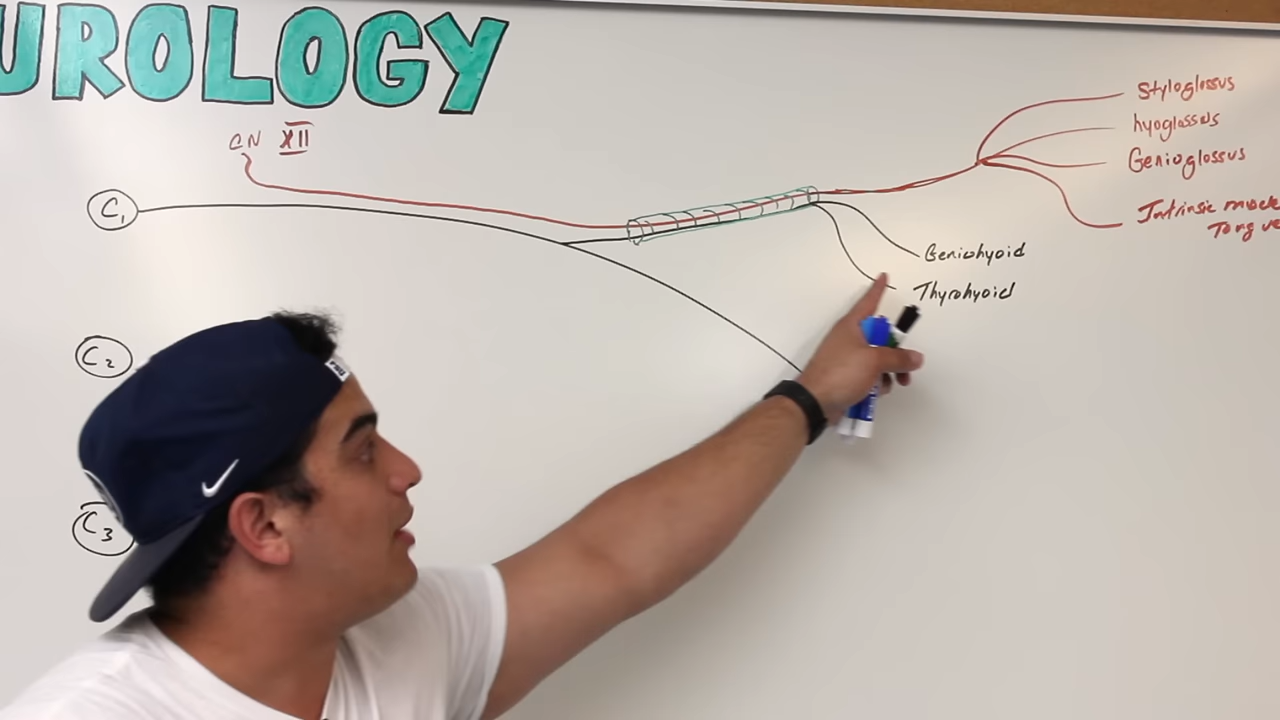 UROLOGY
CN XII
C1
Styloglossus
hyoglossus
Genioglossus
Intrinsic muscle
Tongue
Geniohyoid
Thyrohyoid
C2
C3